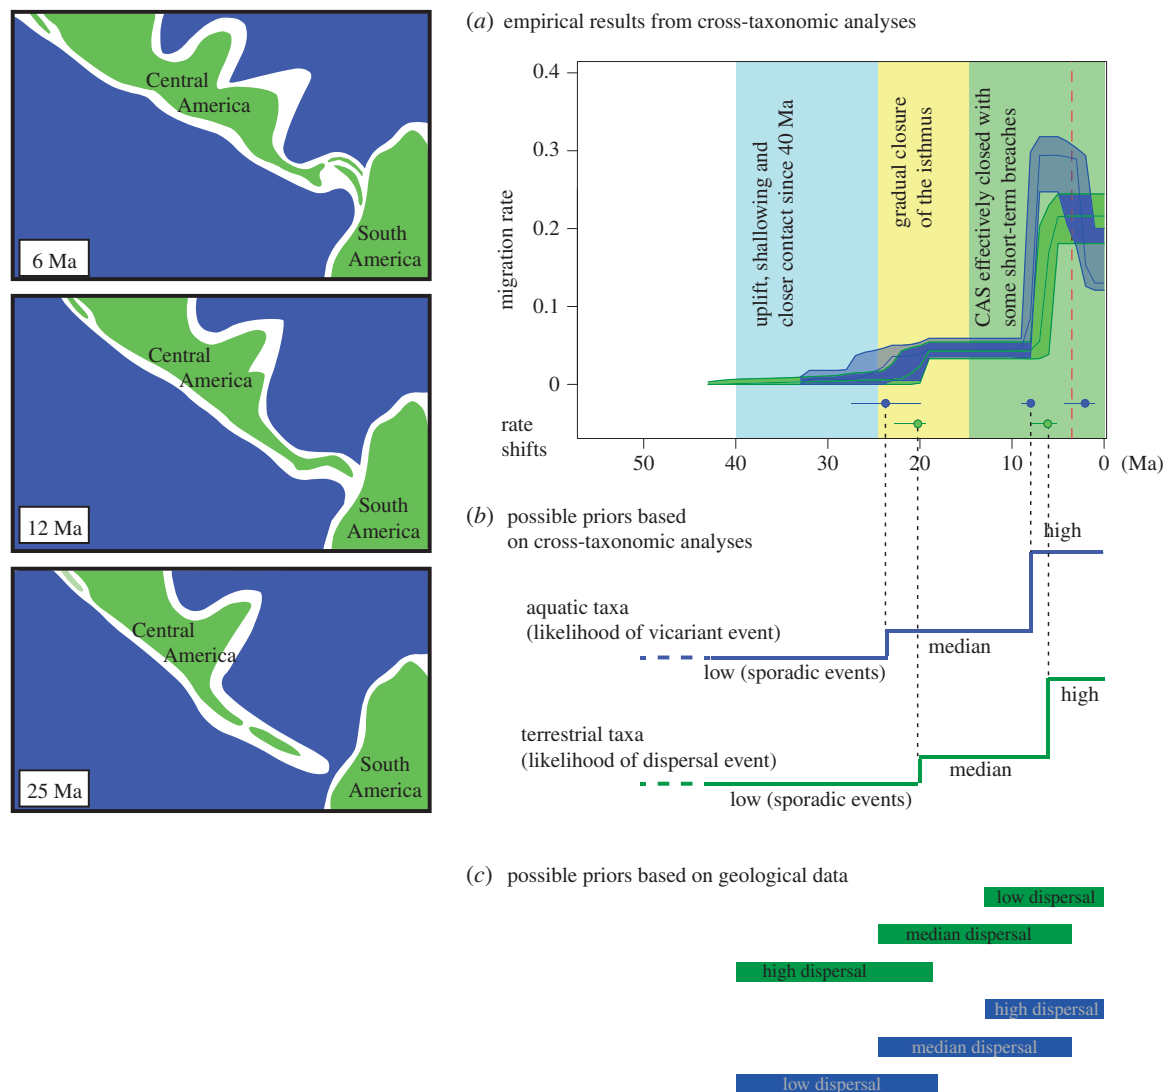 Central
America
South
America
6 Ma
Central
America
South
America
12 Ma
Central
America
South
America
25 Ma
(a) empirical results from cross-taxonomic analyses
0.4
0.3
0.2
0.1
0
migration rate
uplift, shallowing and
closer contact since 40 Ma
gradual closure
of the isthmus
CAS effectively closed with
some short-term breaches
rate
shifts
50 40 30 20 10 0 (Ma)
(b) possible priors based
on cross-taxonomic analyses
high
aquatic taxa
(likelihood of vicariant event)
median
low (sporadic events)
high
terrestrial taxa
(likelihood of dispersal event)
median
low (sporadic events)
(c) possible priors based on geological data
low dispersal
median dispersal
high dispersal
high dispersal
median dispersal
low dispersal